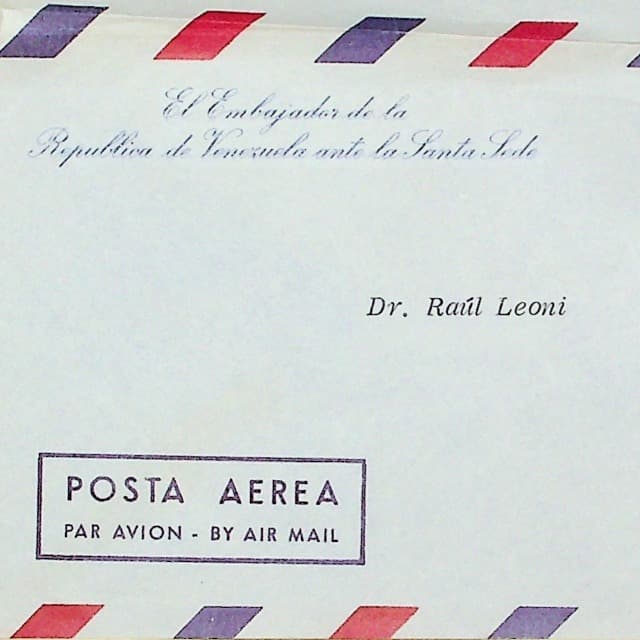 El Embajador de la
Republica de Venezuela ante la Santa Sede
Dr. Raúl Leoni
POSTA AEREA
PAR AVION - BY AIR MAIL